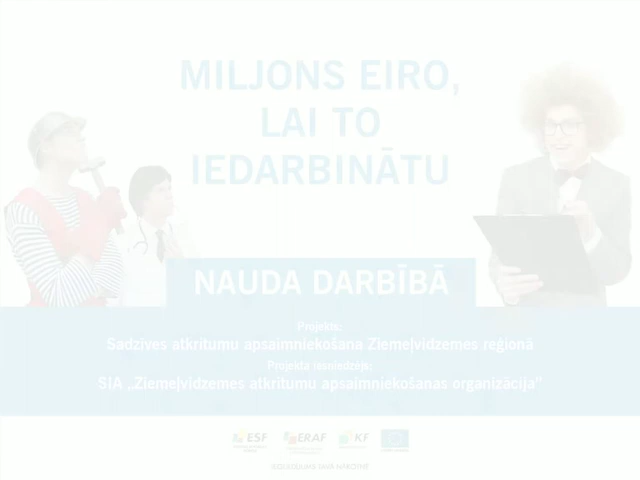 MILJONS EIRO,
LAI TO
IEDARBINĀTU
NAUDA DARBĪBĀ
Projekts:
Sadzīves atkritumu apsaimniekošana Ziemeļvidzemes reģionā
Projekta iesniedzējs:
SIA „Ziemeļvidzemes atkritumu apsaimniekošanas organizācija”
ESF ERAF KF
IEGULDĪJUMS TAVĀ NĀKOTNĒ